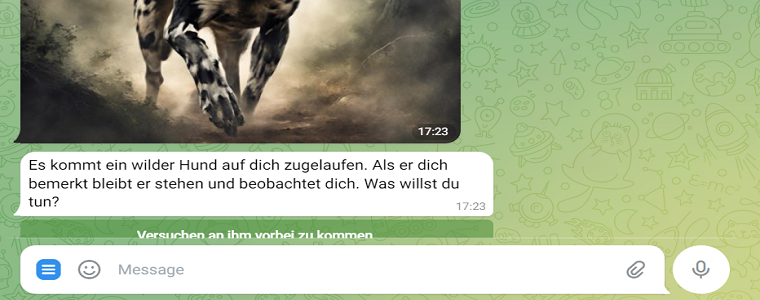 17:23
Es kommt ein wilder Hund auf dich zugelaufen. Als er dich
bemerkt bleibt er stehen und beobachtet dich. Was willst du
tun?
17:23
Versuchen an ihm vorbei zu kommen
Message